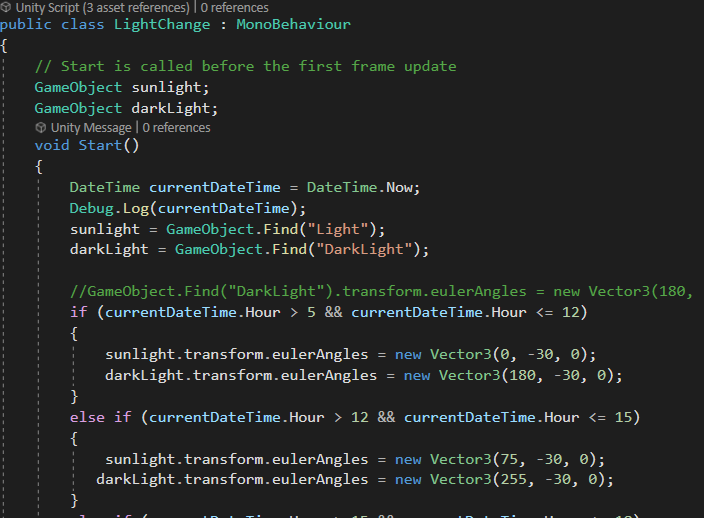 Unity Script (3 asset references) | 0 references
public class LightChange : MonoBehaviour
{
// Start is called before the first frame update
GameObject sunlight;
GameObject darkLight;
Unity Message | 0 references
void Start()
{
DateTime currentDateTime = DateTime.Now;
Debug.Log(currentDateTime);
sunlight = GameObject.Find("Light");
darkLight = GameObject.Find("DarkLight");
//GameObject.Find("DarkLight").transform.eulerAngles = new Vector3(180,
if (currentDateTime.Hour > 5 && currentDateTime.Hour <= 12)
{
sunlight.transform.eulerAngles = new Vector3(0, -30, 0);
darkLight.transform.eulerAngles = new Vector3(180, -30, 0);
}
else if (currentDateTime.Hour > 12 && currentDateTime.Hour <= 15)
{
sunlight.transform.eulerAngles = new Vector3(75, -30, 0);
darkLight.transform.eulerAngles = new Vector3(255, -30, 0);
}